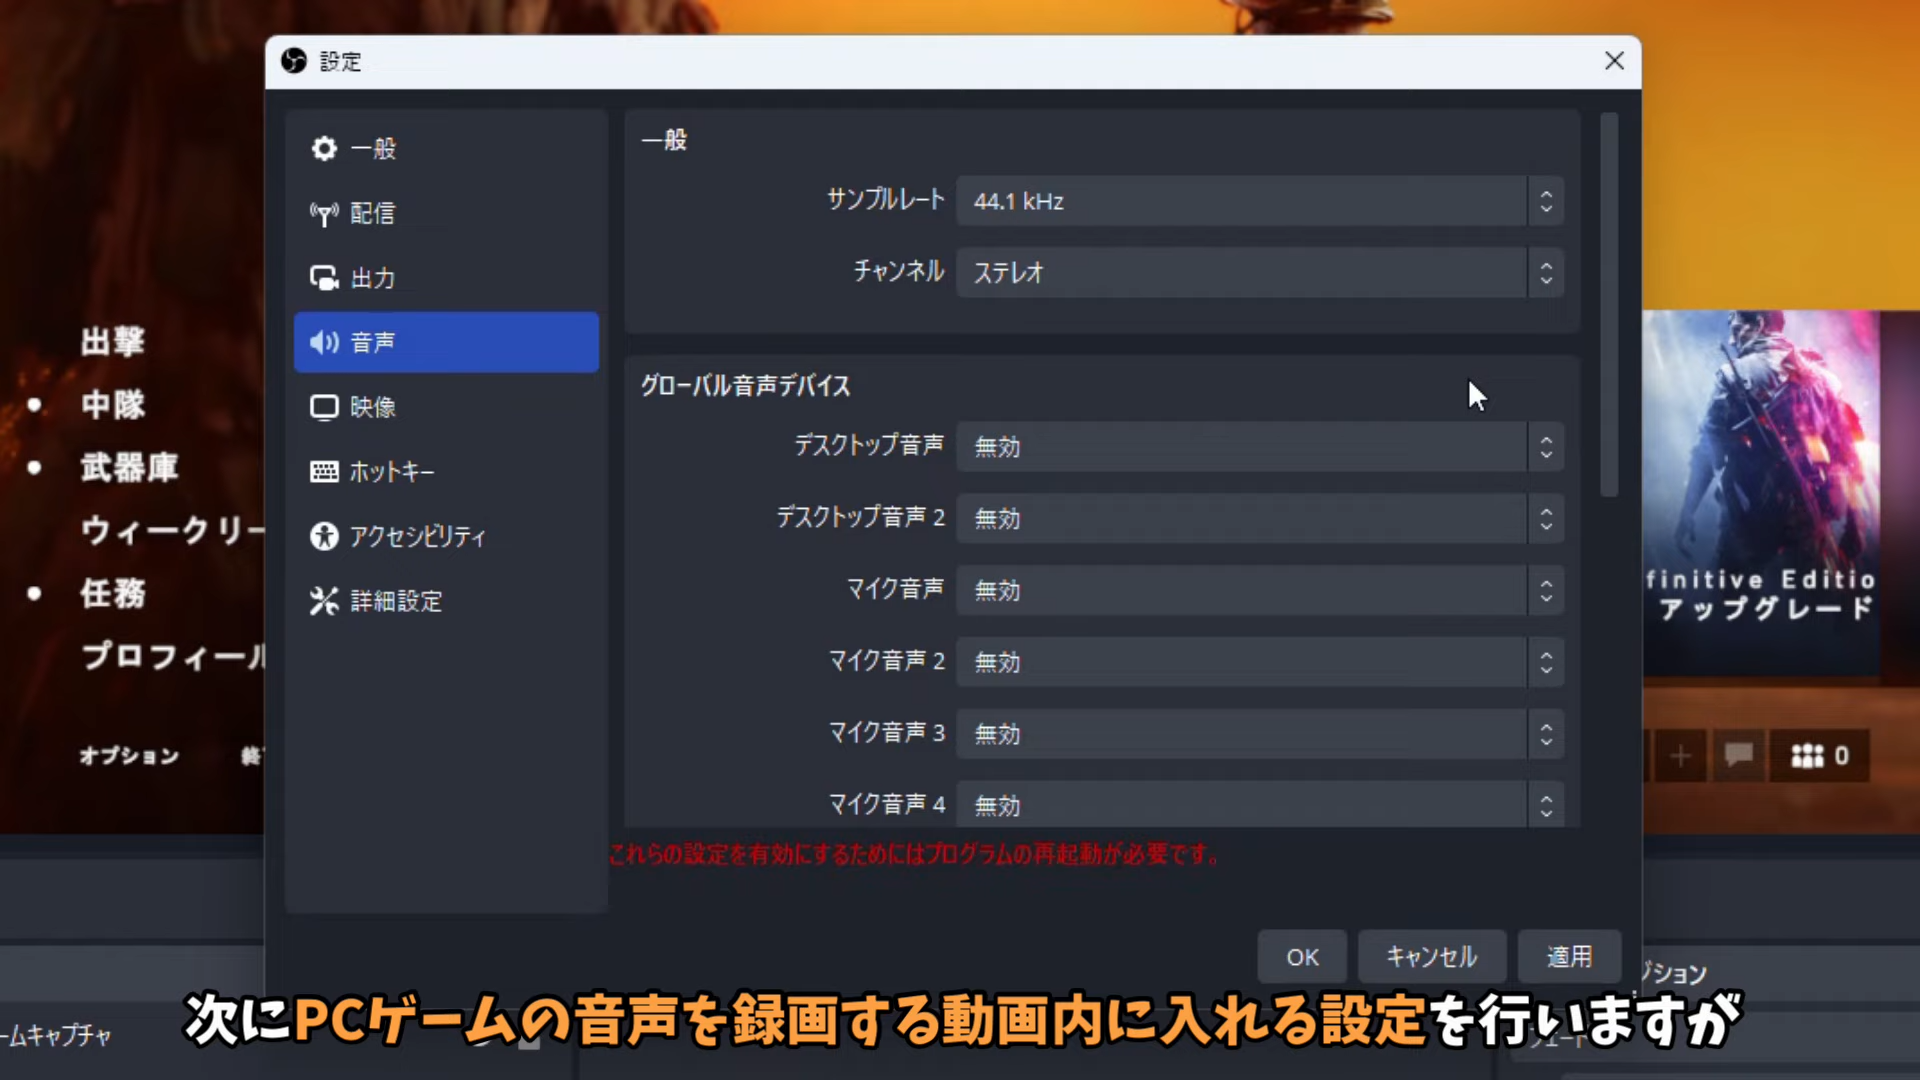 設定
一般
配信
出力
音声
映像
ホットキー
アクセシビリティ
詳細設定
一般
サンプルレート 44.1 kHz
チャンネル ステレオ
グローバル音声デバイス
デスクトップ音声 無効
デスクトップ音声 2 無効
マイク音声 無効
マイク音声 2 無効
マイク音声 3 無効
マイク音声 4 無効
これらの設定を有効にするためにはプログラムの再起動が必要です。
OK キャンセル 適用
出撃
中隊
武器庫
ウィークリー
任務
プロフィール
オプション
finitive Editio
アップグレード
0
ームキャプチャ
プション
次にPCゲームの音声を録画する動画内に入れる設定を行いますが